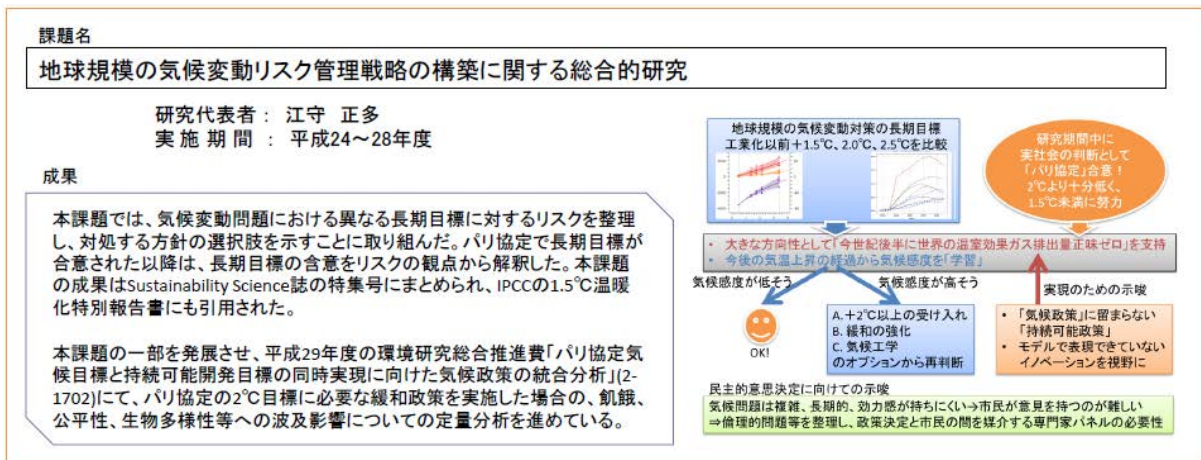 課題名
地球規模の気候変動リスク管理戦略の構築に関する総合的研究
研究代表者： 江守 正多
実施期間 ： 平成24～28年度
成果
本課題では、気候変動問題における異なる長期目標に対するリスクを整理
し、対処する方針の選択肢を示すことに取り組んだ。パリ協定で長期目標が
合意された以降は、長期目標の含意をリスクの観点から解釈した。本課題
の成果はSustainability Science誌の特集号にまとめられ、IPCCの1.5℃温暖
化特別報告書にも引用された。
本課題の一部を発展させ、平成29年度の環境研究総合推進費「パリ協定気
候目標と持続可能開発目標の同時実現に向けた気候政策の統合分析」(2-
1702)にて、パリ協定の2℃目標に必要な緩和政策を実施した場合の、飢餓、
公平性、生物多様性等への波及影響についての定量分析を進めている。
地球規模の気候変動対策の長期目標
工業化以前＋1.5℃、2.0℃、2.5℃を比較
研究期間中に
実社会の判断として
「パリ協定」合意！
2℃より十分低く、
1.5℃未満に努力
• 大きな方向性として「今世紀後半に世界の温室効果ガス排出量正味ゼロ」を支持
• 今後の気温上昇の経過から気候感度を「学習」
気候感度が低そう
気候感度が高そう
実現のための示唆
OK!
A. ＋2℃以上の受け入れ
B. 緩和の強化
C. 気候工学
のオプションから再判断
• 「気候政策」に留まらない
「持続可能政策」
• モデルで表現できていない
イノベーションを視野に
民主的意思決定に向けての示唆
気候問題は複雑、長期的、効力感が持ちにくい→市民が意見を持つのが難しい
⇒倫理的問題等を整理し、政策決定と市民の間を媒介する専門家パネルの必要性